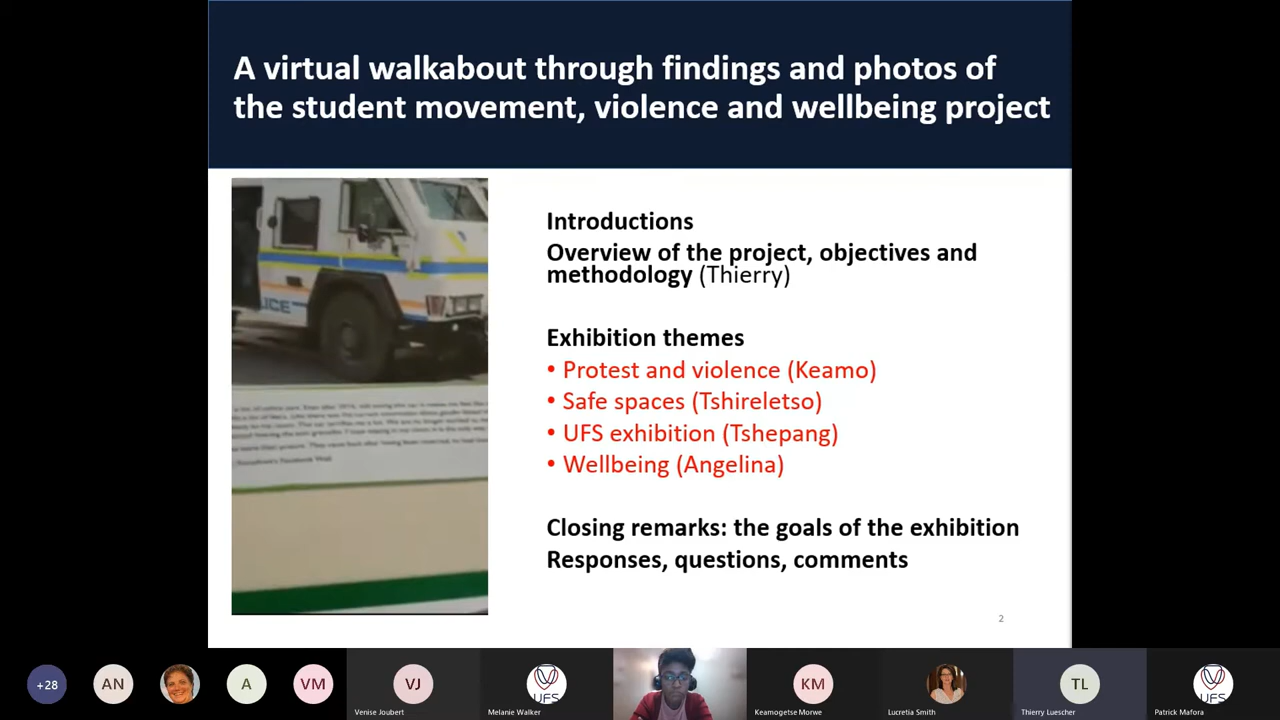 A virtual walkabout through findings and photos of
the student movement, violence and wellbeing project
Introductions
Overview of the project, objectives and
methodology (Thierry)
Exhibition themes
• Protest and violence (Keamo)
• Safe spaces (Tshireletso)
• UFS exhibition (Tshepang)
• Wellbeing (Angelina)
Closing remarks: the goals of the exhibition
Responses, questions, comments
2
+28
AN
A
VM
VJ
UFS
KM
TL
UFS
Venise Joubert
Melanie Walker
Keamogetse Morwe
Lucretia Smith
Thierry Luescher
Patrick Mafora